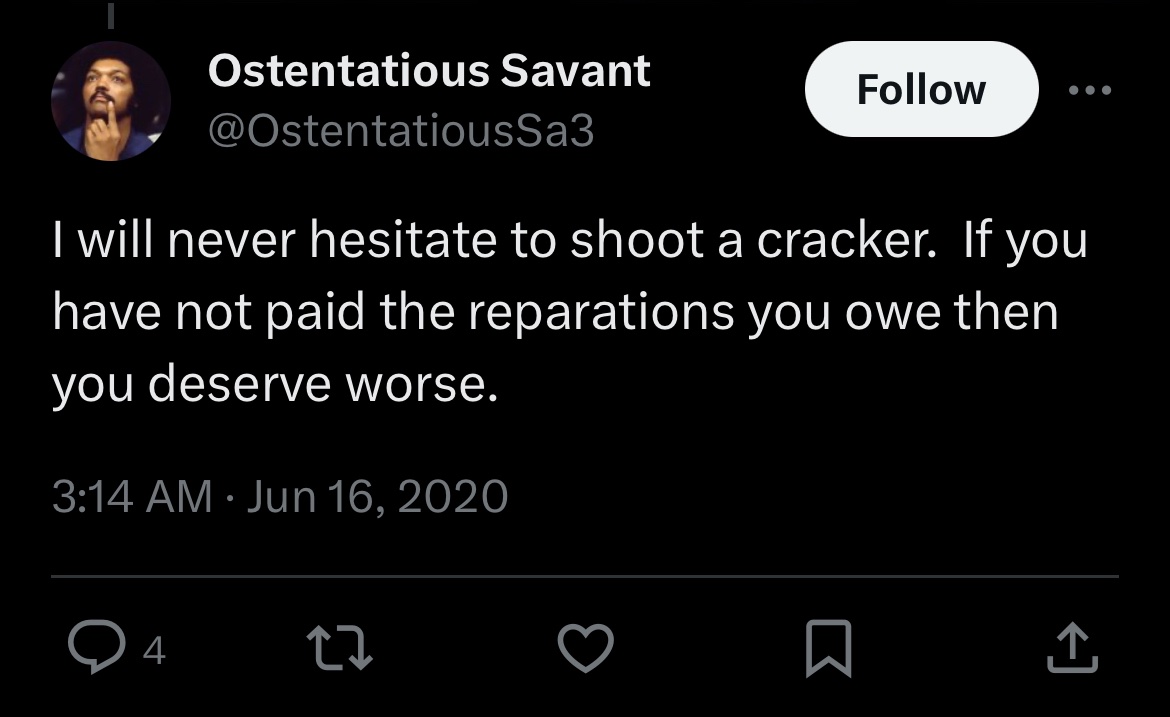 Ostentatious Savant
@OstentatiousSa3
Follow
I will never hesitate to shoot a cracker.  If you
have not paid the reparations you owe then
you deserve worse.
3:14 AM · Jun 16, 2020
4